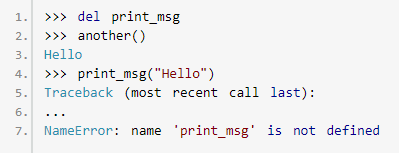 1. >>> del print_msg
2. >>> another()
3. Hello
4. >>> print_msg("Hello")
5. Traceback (most recent call last):
6. ...
7. NameError: name 'print_msg' is not defined